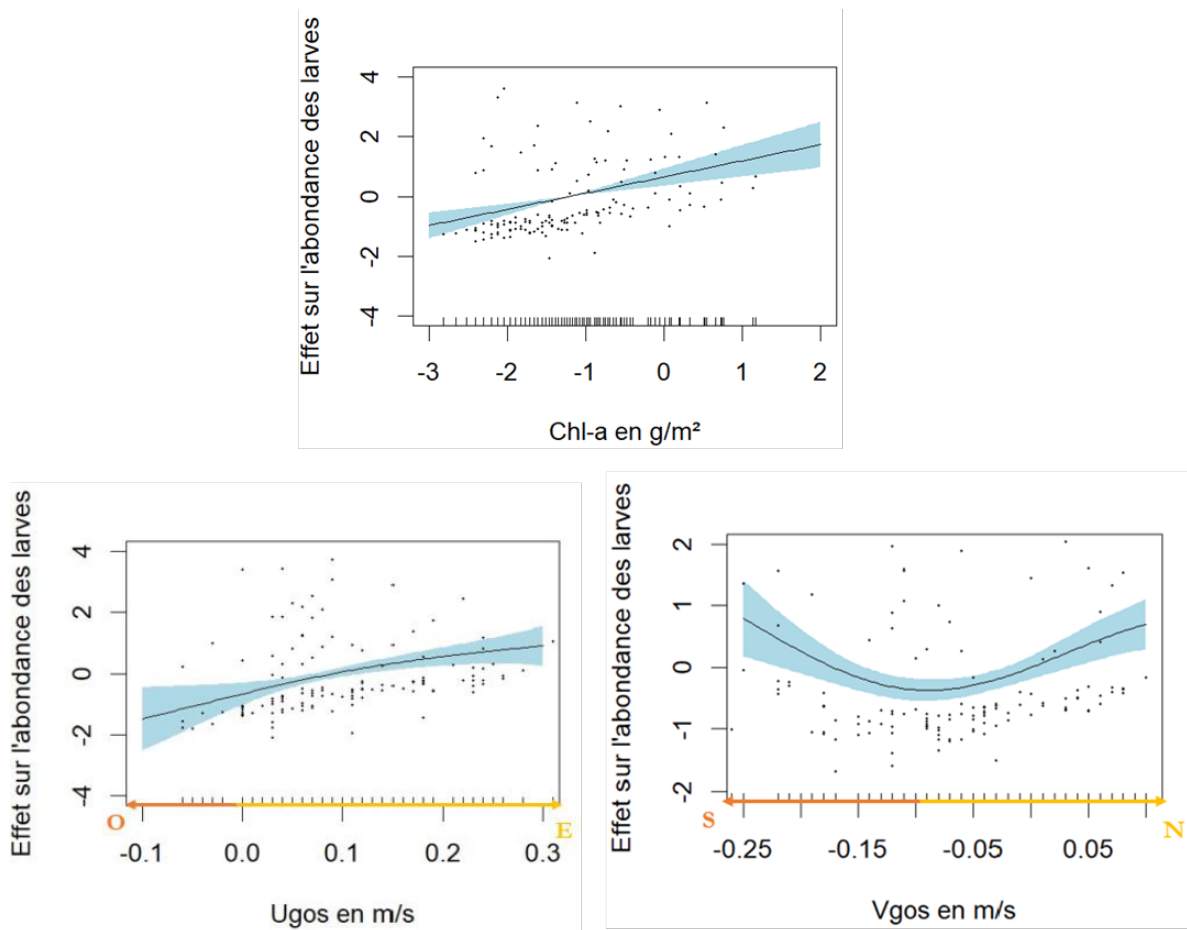 Effet sur l'abondance des larves
4
2
0
-2
-4
-3 -2 -1 0 1 2
Chl-a en g/m²
Effet sur l'abondance des larves
4
2
0
-2
-4
O E
-0.1 0.0 0.1 0.2 0.3
Ugos en m/s
Effet sur l'abondance des larves
2
1
0
-1
-2
S N
-0.25 -0.15 -0.05 0.05
Vgos en m/s